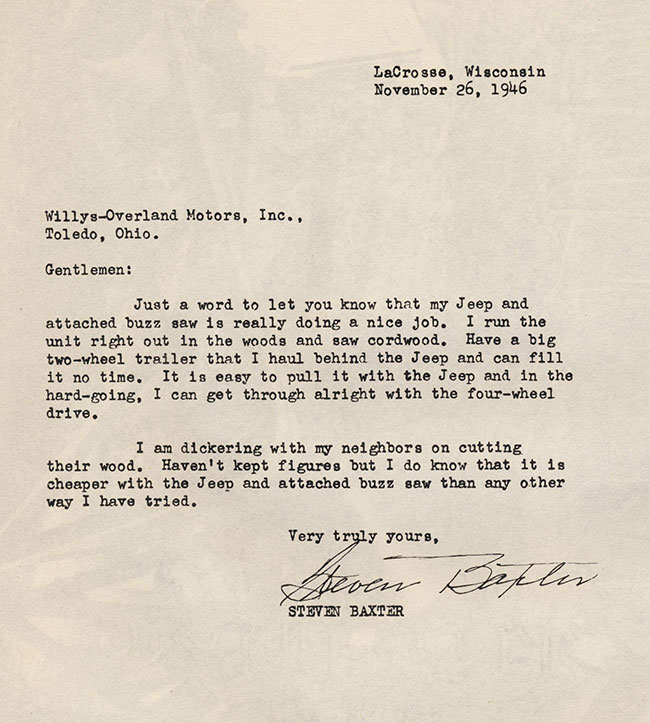 LaCrosse, Wisconsin
November 26, 1946
Willys-Overland Motors, Inc.,
Toledo, Ohio.
Gentlemen:
Just a word to let you know that my Jeep and
attached buzz saw is really doing a nice job. I run the
unit right out in the woods and saw cordwood. Have a big
two-wheel trailer that I haul behind the Jeep and can fill
it no time. It is easy to pull it with the Jeep and in the
hard-going, I can get through alright with the four-wheel
drive.
I am dickering with my neighbors on cutting
their wood. Haven't kept figures but I do know that it is
cheaper with the Jeep and attached buzz saw than any other
way I have tried.
Very truly yours,
Steven Baxter
STEVEN BAXTER